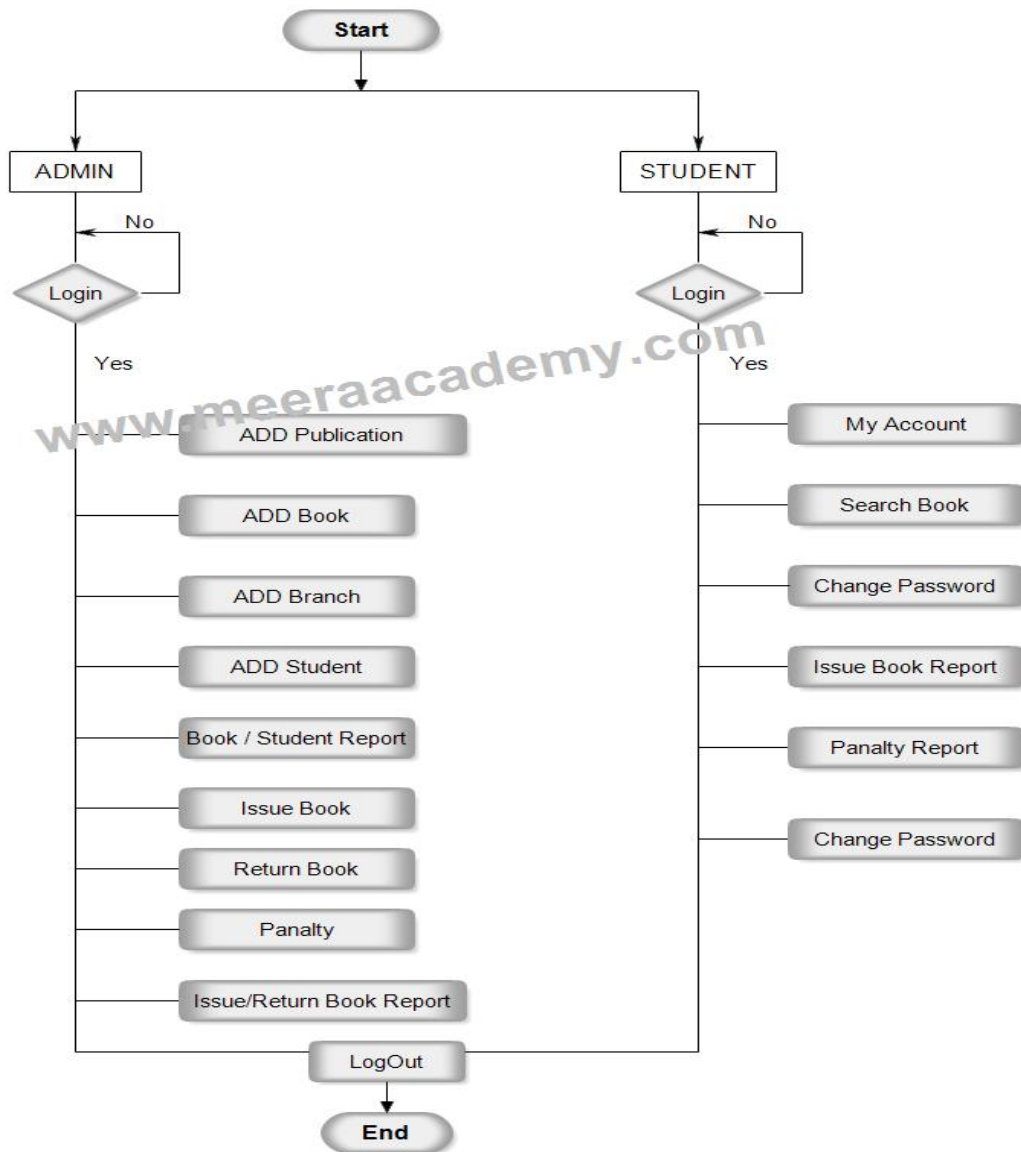 Start
ADMIN
STUDENT
No
No
Login
Login
Yes
Yes
www.meeraacademy.com
ADD Publication
My Account
ADD Book
Search Book
ADD Branch
Change Password
ADD Student
Issue Book Report
Book / Student Report
Panalty Report
Issue Book
Change Password
Return Book
Panalty
Issue/Return Book Report
LogOut
End